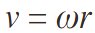 v = ωr